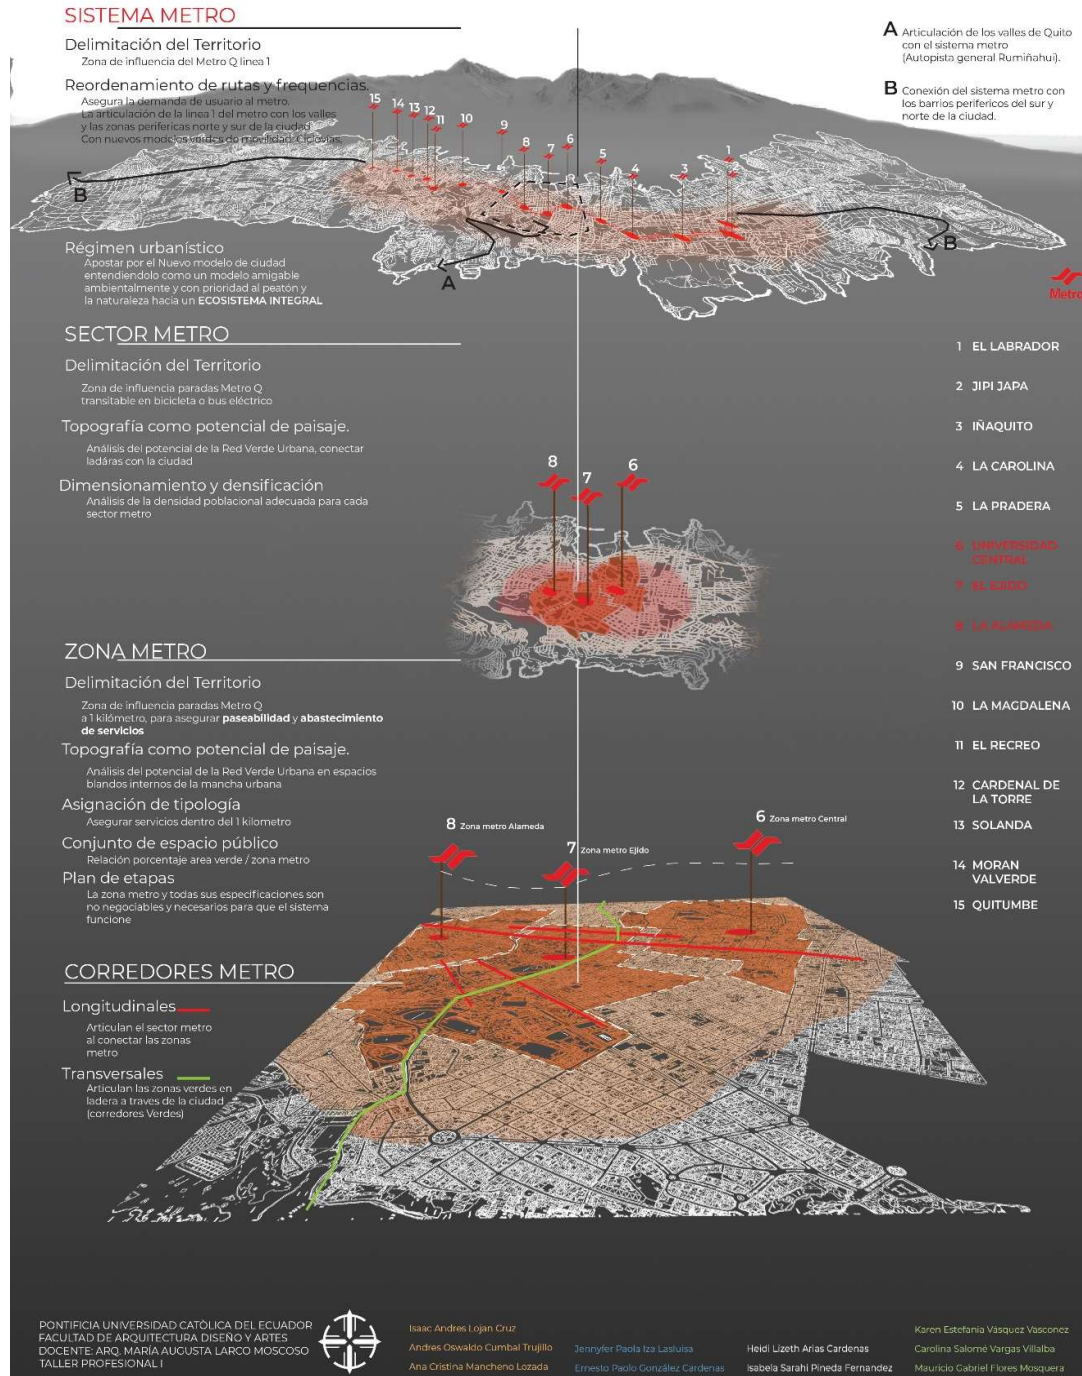 SISTEMA METRO
Delimitación del Territorio
Zona de influencia del Metro Q linea 1
Reordenamiento de rutas y frequencias.
Asegura la demanda de usuario al metro.
La articulación de la linea 1 del metro con los valles
y las zonas perifericas norte y sur de la ciudad.
Con nuevos modelos verdes de movilidad: Ciclovías.
A Articulación de los valles de Quito
con el sistema metro
(Autopista general Rumiñahui).
B Conexión del sistema metro con
los barrios perifericos del sur y
norte de la ciudad.
15 14 13 12 11 10 9 8 7 6 5 4 3 2 1
B
A
B
Régimen urbanístico
Apostar por el Nuevo modelo de ciudad
entendiendolo como un modelo amigable
ambientalmente y con prioridad al peatón y
la naturaleza hacia un ECOSISTEMA INTEGRAL
Metro
SECTOR METRO
Delimitación del Territorio
Zona de influencia paradas Metro Q
transitable en bicicleta o bus eléctrico
Topografía como potencial de paisaje.
Análisis del potencial de la Red Verde Urbana, conectar
ladáras con la ciudad
Dimensionamiento y densificación
Análisis de la densidad poblacional adecuada para cada
sector metro
8 7 6
1 EL LABRADOR
2 JIPI JAPA
3 IÑAQUITO
4 LA CAROLINA
5 LA PRADERA
6 UNIVERSIDAD
CENTRAL
7 EL EJIDO
8 LA ALAMEDA
9 SAN FRANCISCO
10 LA MAGDALENA
11 EL RECREO
12 CARDENAL DE
LA TORRE
13 SOLANDA
14 MORAN
VALVERDE
15 QUITUMBE
ZONA METRO
Delimitación del Territorio
Zona de influencia paradas Metro Q
a 1 kilómetro, para asegurar paseabilidad y abastecimiento
de servicios
Topografía como potencial de paisaje.
Análisis del potencial de la Red Verde Urbana en espacios
blandos internos de la mancha urbana
Asignación de tipología
Asegurar servicios dentro del 1 kilometro
Conjunto de espacio público
Relación porcentaje area verde / zona metro
Plan de etapas
La zona metro y todas sus especificaciones son
no negociables y necesarios para que el sistema
funcione
8 Zona metro Alameda
7 Zona metro Ejido
6 Zona metro Central
CORREDORES METRO
Longitudinales
Articulan el sector metro
al conectar las zonas
metro
Transversales
Articulan las zonas verdes en
ladera a traves de la ciudad
(corredores Verdes)
PONTIFICIA UNIVERSIDAD CATÓLICA DEL ECUADOR
FACULTAD DE ARQUITECTURA DISEÑO Y ARTES
DOCENTE: ARQ. MARÍA AUGUSTA LARCO MOSCOSO
TALLER PROFESIONAL I
Isaac Andres Lojan Cruz
Andres Oswaldo Cumbal Trujillo
Ana Cristina Mancheno Lozada
Jennyfer Paola Iza Lasluisa
Ernesto Paolo González Cardenas
Heidi Lizeth Arias Cardenas
Isabela Sarahi Pineda Fernandez
Karen Estefania Vásquez Vasconez
Carolina Salomé Vargas Villalba
Mauricio Gabriel Flores Mosquera